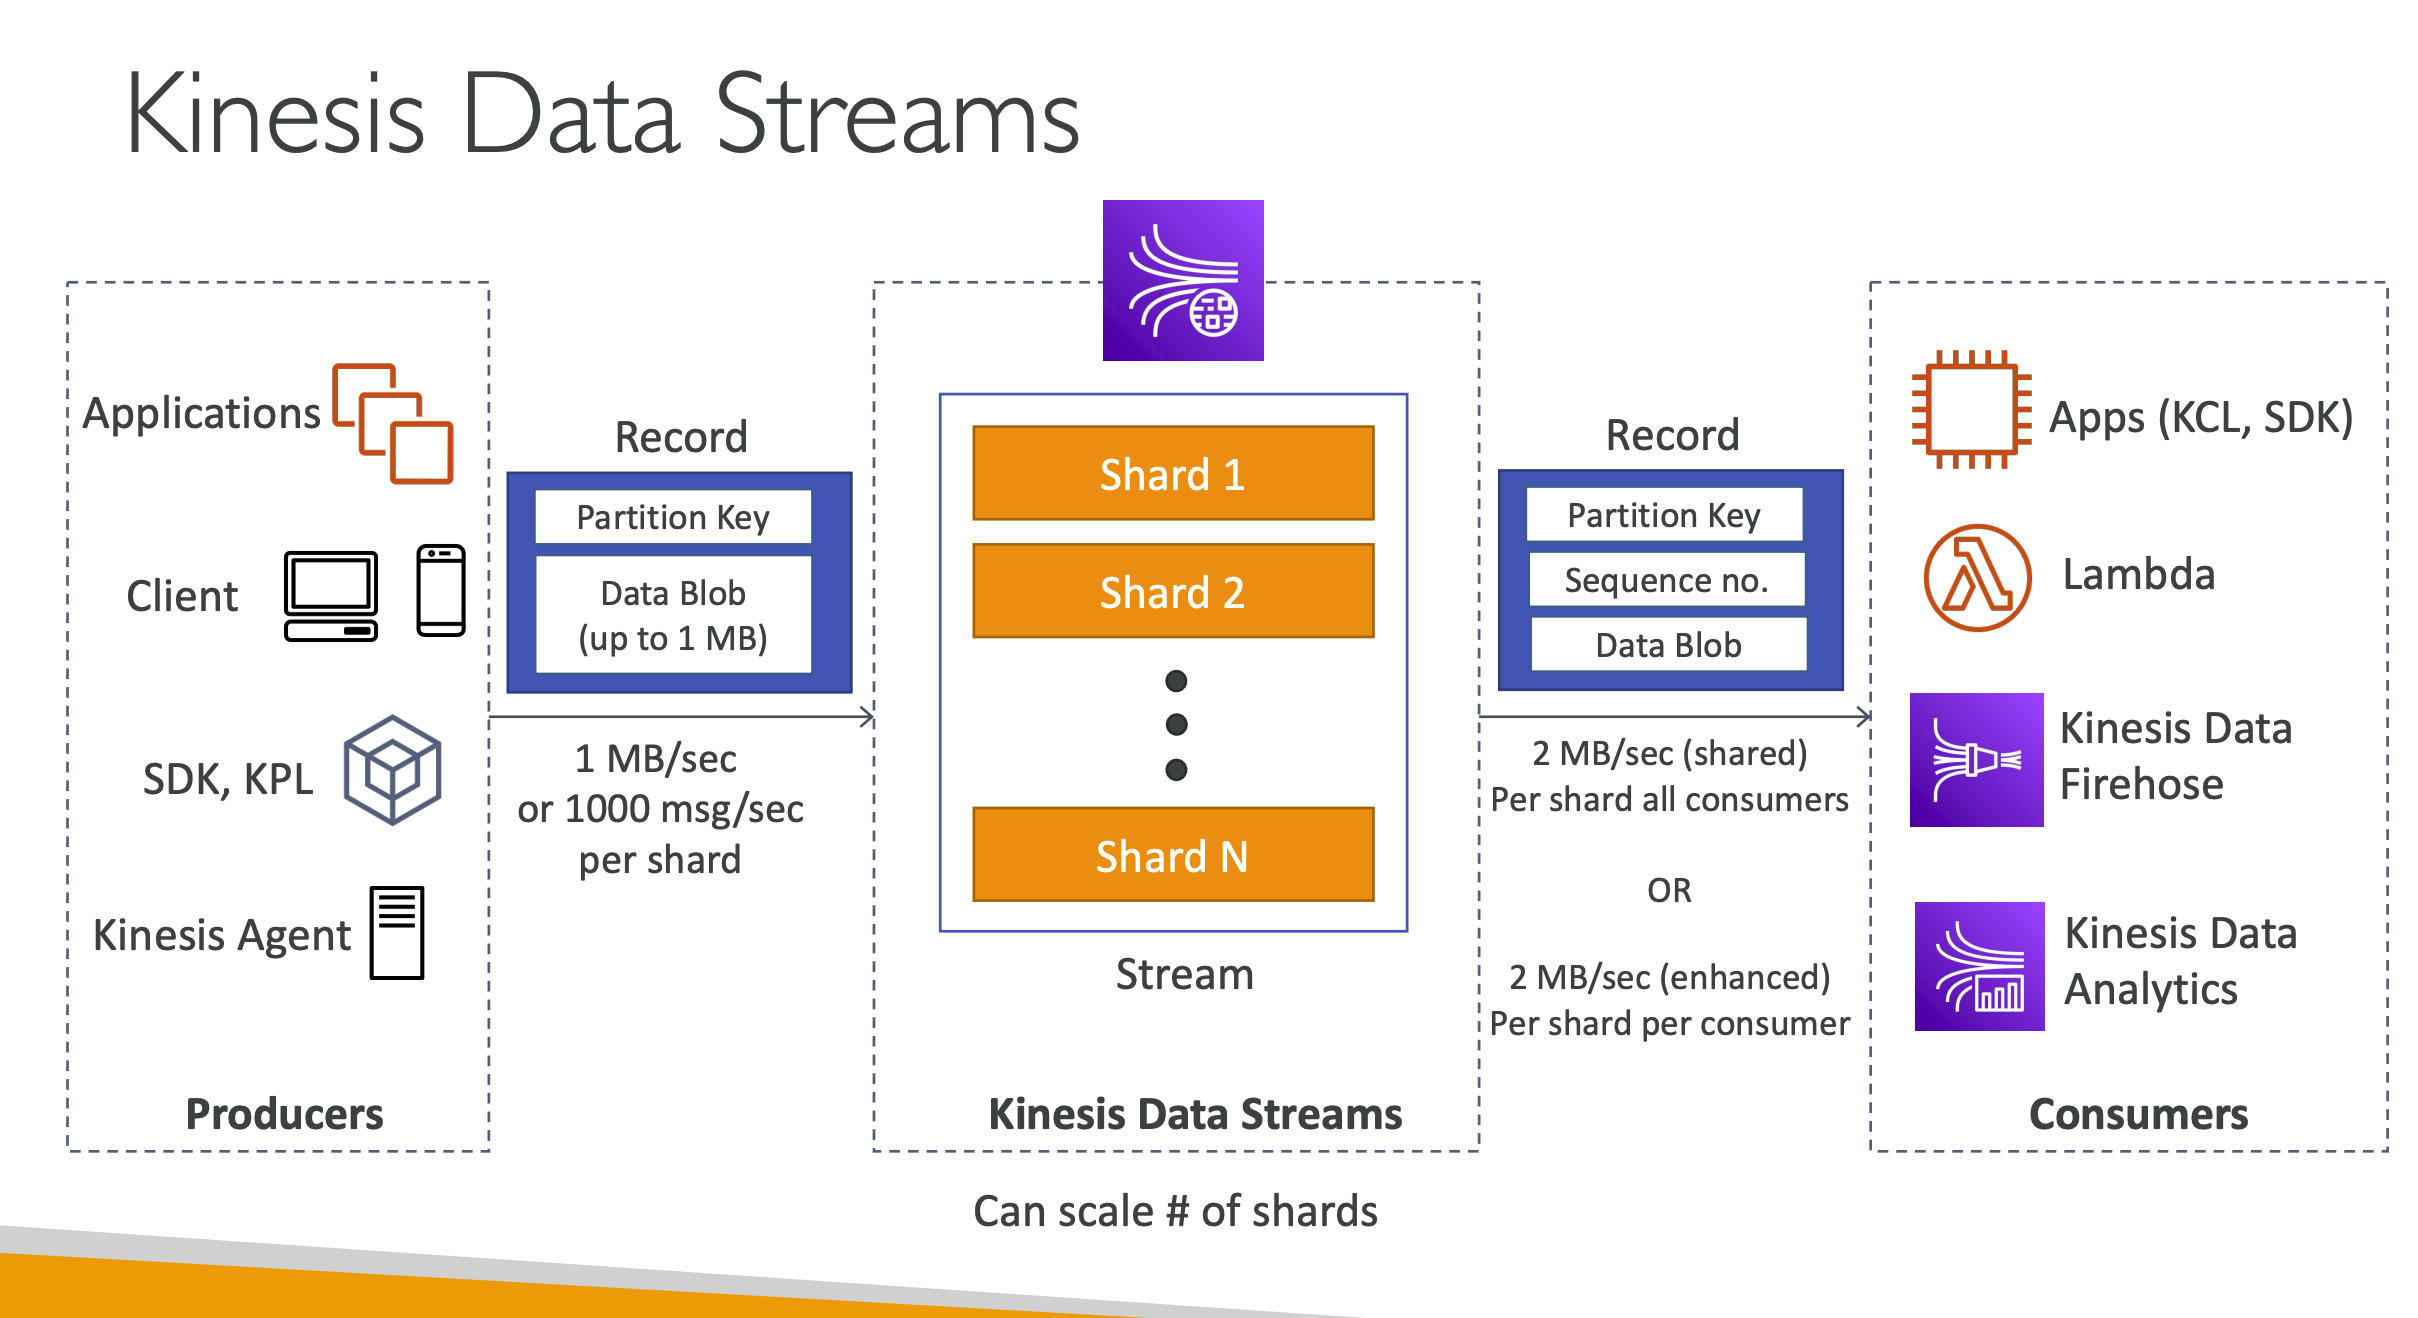 Kinesis Data Streams
Applications
Client
SDK, KPL
Kinesis Agent
Producers
Record
Partition Key
Data Blob
(up to 1 MB)
1 MB/sec
or 1000 msg/sec
per shard
Shard 1
Shard 2
Shard N
Stream
Kinesis Data Streams
Can scale # of shards
Record
Partition Key
Sequence no.
Data Blob
2 MB/sec (shared)
Per shard all consumers
OR
2 MB/sec (enhanced)
Per shard per consumer
Apps (KCL, SDK)
Lambda
Kinesis Data
Firehose
Kinesis Data
Analytics
Consumers